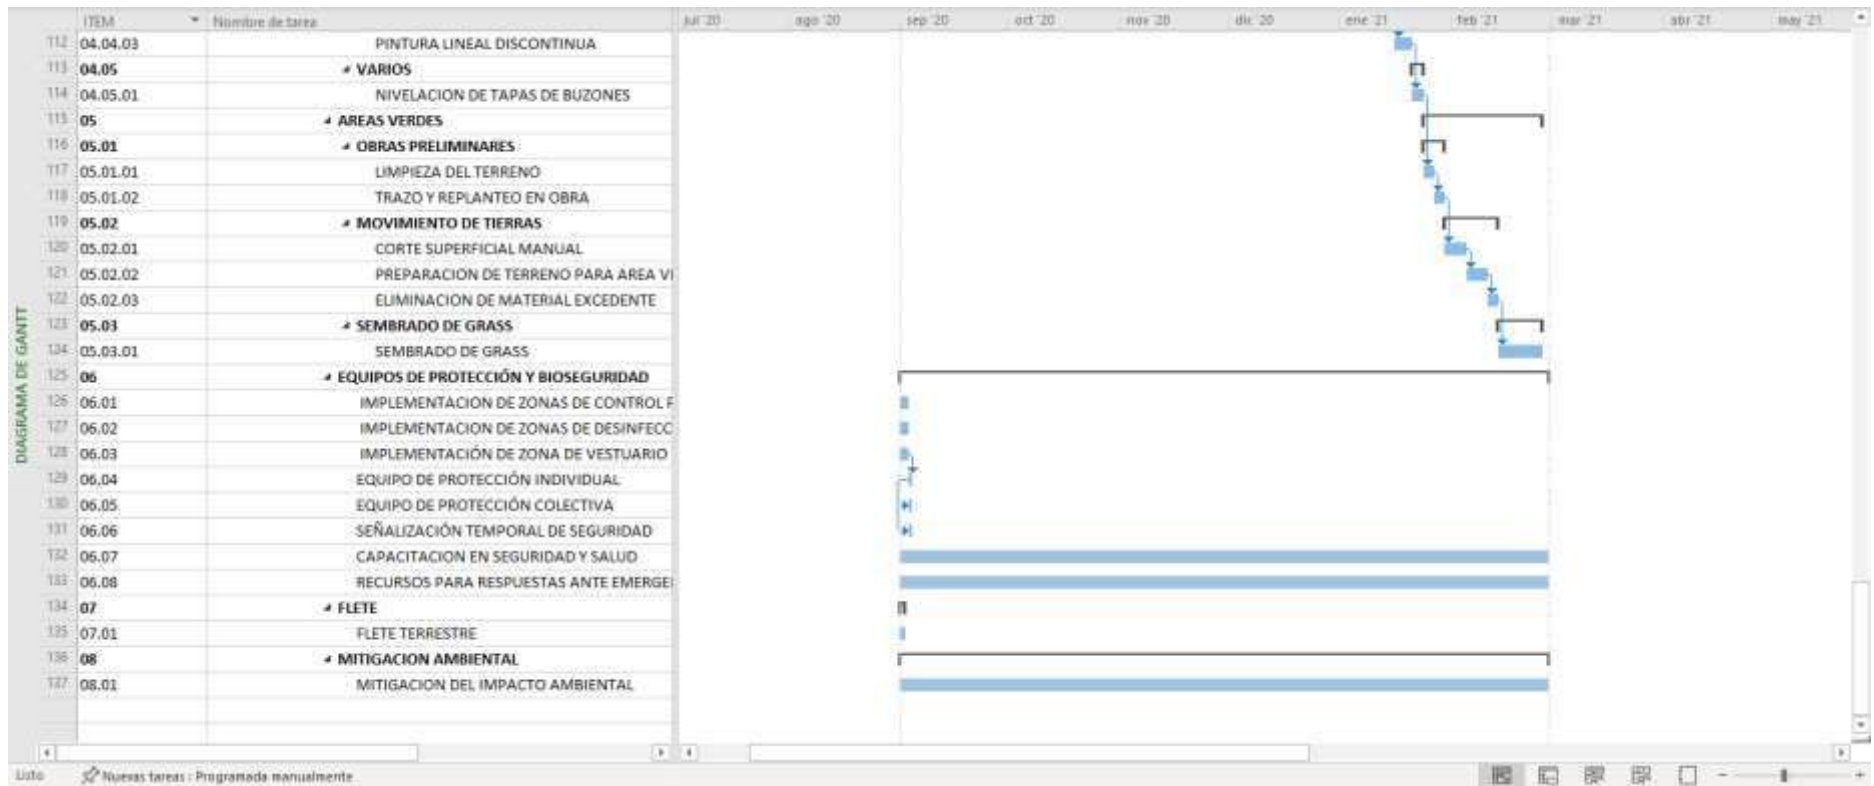 ITEM Nombre de tarea jul '20 ago '20 sep '20 oct '20 nov '20 dic '20 ene '21 feb '21 mar '21 abr '21 may '21
112 04.04.03 PINTURA LINEAL DISCONTINUA
113 04.05 VARIOS
114 04.05.01 NIVELACION DE TAPAS DE BUZONES
115 05 AREAS VERDES
116 05.01 OBRAS PRELIMINARES
117 05.01.01 LIMPIEZA DEL TERRENO
118 05.01.02 TRAZO Y REPLANTEO EN OBRA
119 05.02 MOVIMIENTO DE TIERRAS
120 05.02.01 CORTE SUPERFICIAL MANUAL
121 05.02.02 PREPARACION DE TERRENO PARA AREA VI
122 05.02.03 ELIMINACION DE MATERIAL EXCEDENTE
123 05.03 SEMBRADO DE GRASS
124 05.03.01 SEMBRADO DE GRASS
125 06 EQUIPOS DE PROTECCIÓN Y BIOSEGURIDAD
126 06.01 IMPLEMENTACION DE ZONAS DE CONTROL P
127 06.02 IMPLEMENTACION DE ZONAS DE DESINFECC
128 06.03 IMPLEMENTACIÓN DE ZONA DE VESTUARIO
129 06.04 EQUIPO DE PROTECCIÓN INDIVIDUAL
130 06.05 EQUIPO DE PROTECCIÓN COLECTIVA
131 06.06 SEÑALIZACIÓN TEMPORAL DE SEGURIDAD
132 06.07 CAPACITACION EN SEGURIDAD Y SALUD
133 06.08 RECURSOS PARA RESPUESTAS ANTE EMERGE
134 07 FLETE
135 07.01 FLETE TERRESTRE
136 08 MITIGACION AMBIENTAL
137 08.01 MITIGACION DEL IMPACTO AMBIENTAL
DIAGRAMA DE GANTT
Listo Nuevas tareas : Programada manualmente